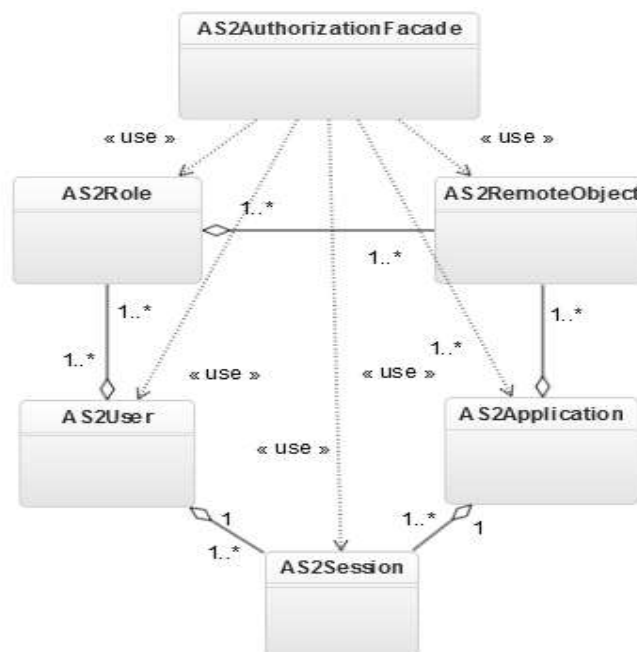 AS2AuthorizationFacade
« use »
« use »
AS2Role
AS2RemoteObject
1..*
1..*
1..*
1..*
1..*
« use »
« use »
AS2User
AS2Application
« use »
1
1..*
1..*
1
AS2Session